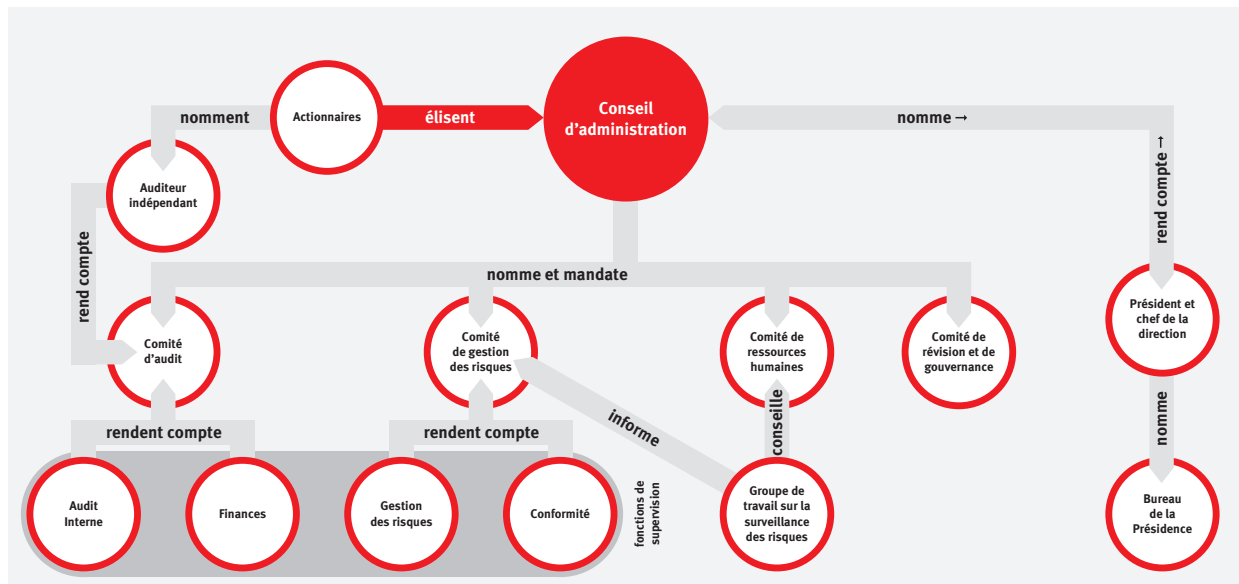 nomment
Actionnaires
élisent
Conseil
d'administration
nomme →
rend compte →
Auditeur
indépendant
rend compte
nomme et mandate
Comité
d'audit
Comité
de gestion
des risques
Comité de
ressources
humaines
Comité de
révision et de
gouvernance
Président et
chef de la
direction
rendent compte
rendent compte
informe
conseille
nomme
Audit
Interne
Finances
Gestion
des risques
Conformité
fonctions de
supervision
Groupe de
travail sur la
surveillance
des risques
Bureau
de la
Présidence